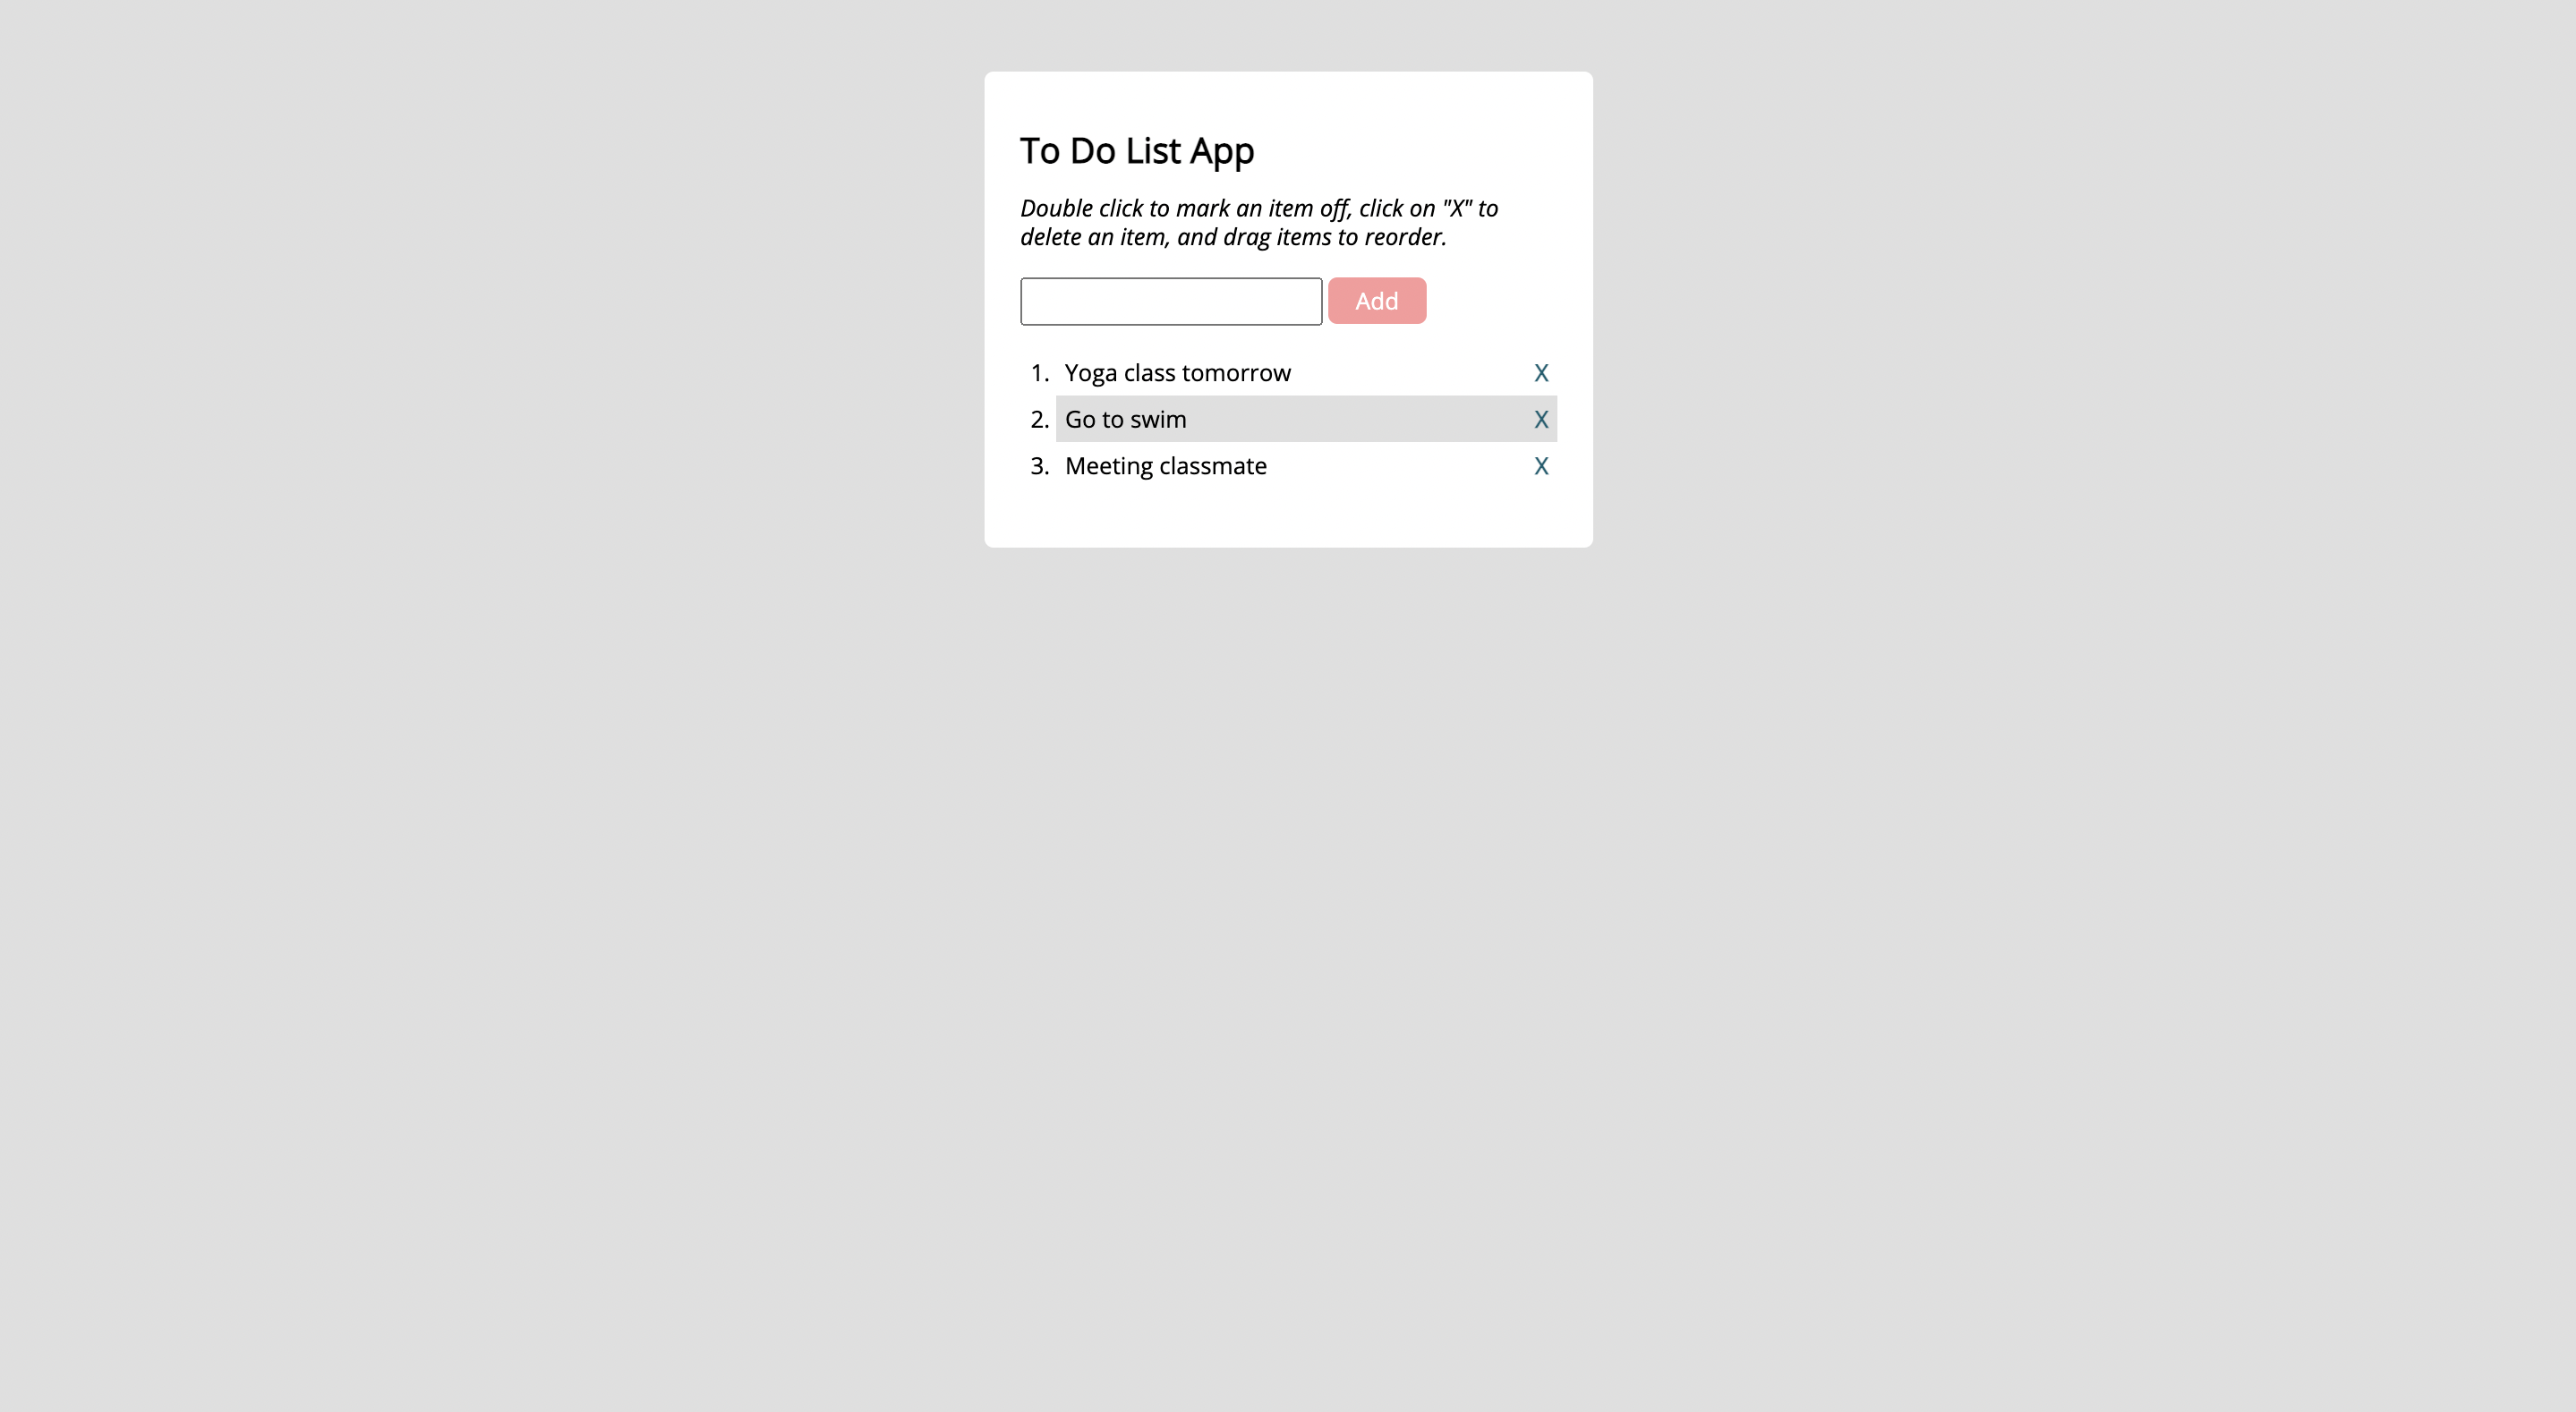 To Do List App
Double click to mark an item off, click on "X" to
delete an item, and drag items to reorder.
Add
1. Yoga class tomorrow X
2. Go to swim X
3. Meeting classmate X